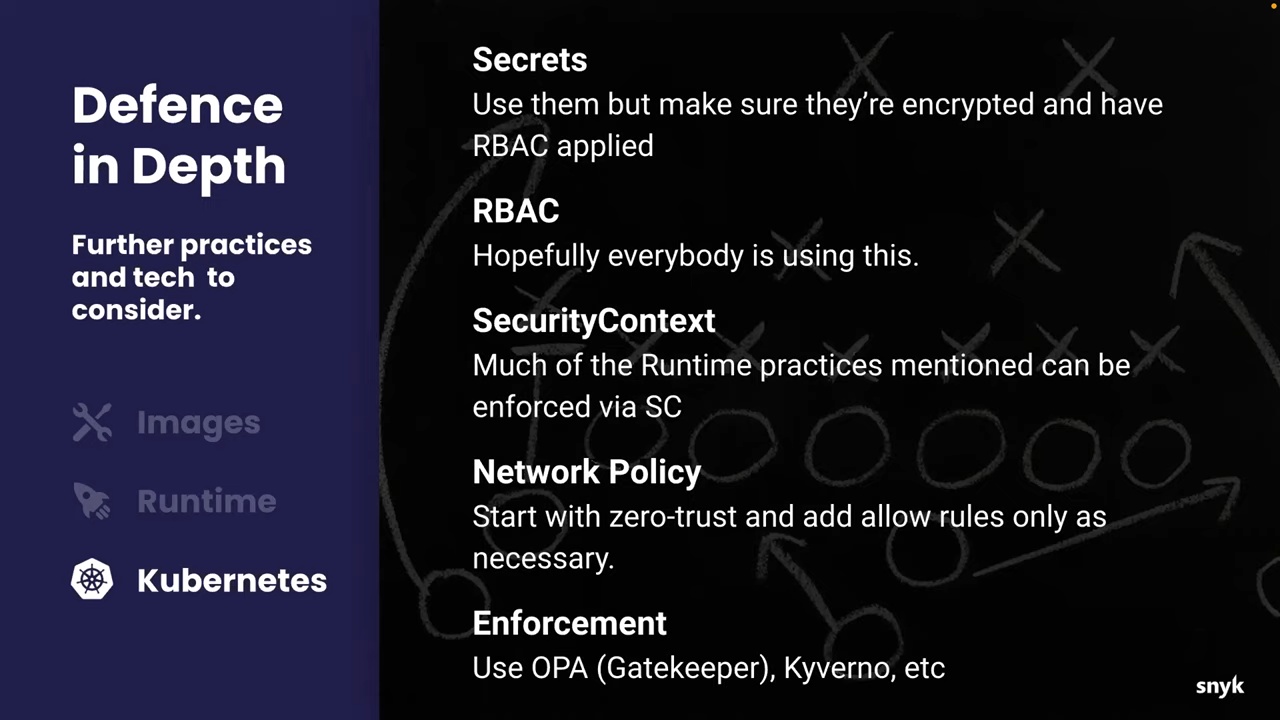 Defence
in Depth
Further practices
and tech to
consider.
Images
Runtime
Kubernetes
Secrets
Use them but make sure they’re encrypted and have
RBAC applied
RBAC
Hopefully everybody is using this.
SecurityContext
Much of the Runtime practices mentioned can be
enforced via SC
Network Policy
Start with zero-trust and add allow rules only as
necessary.
Enforcement
Use OPA (Gatekeeper), Kyverno, etc
snyk